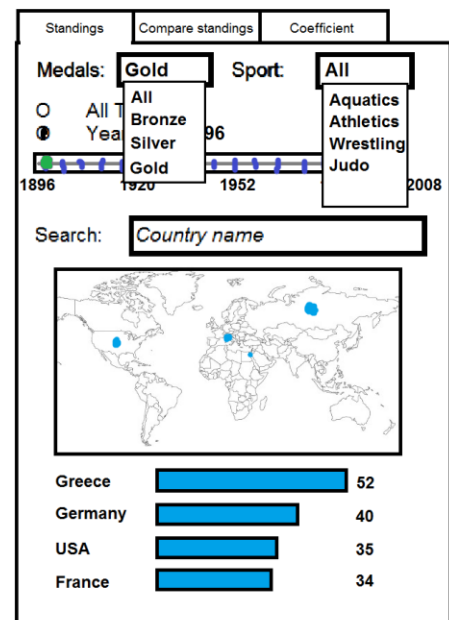 Standings Compare standings Coefficient
Medals: Gold Sport: All
All
Bronze
Silver
Gold
Aquatics
Athletics
Wrestling
Judo
All
96
1896 1920 1952 2008
Search: Country name
Greece 52
Germany 40
USA 35
France 34